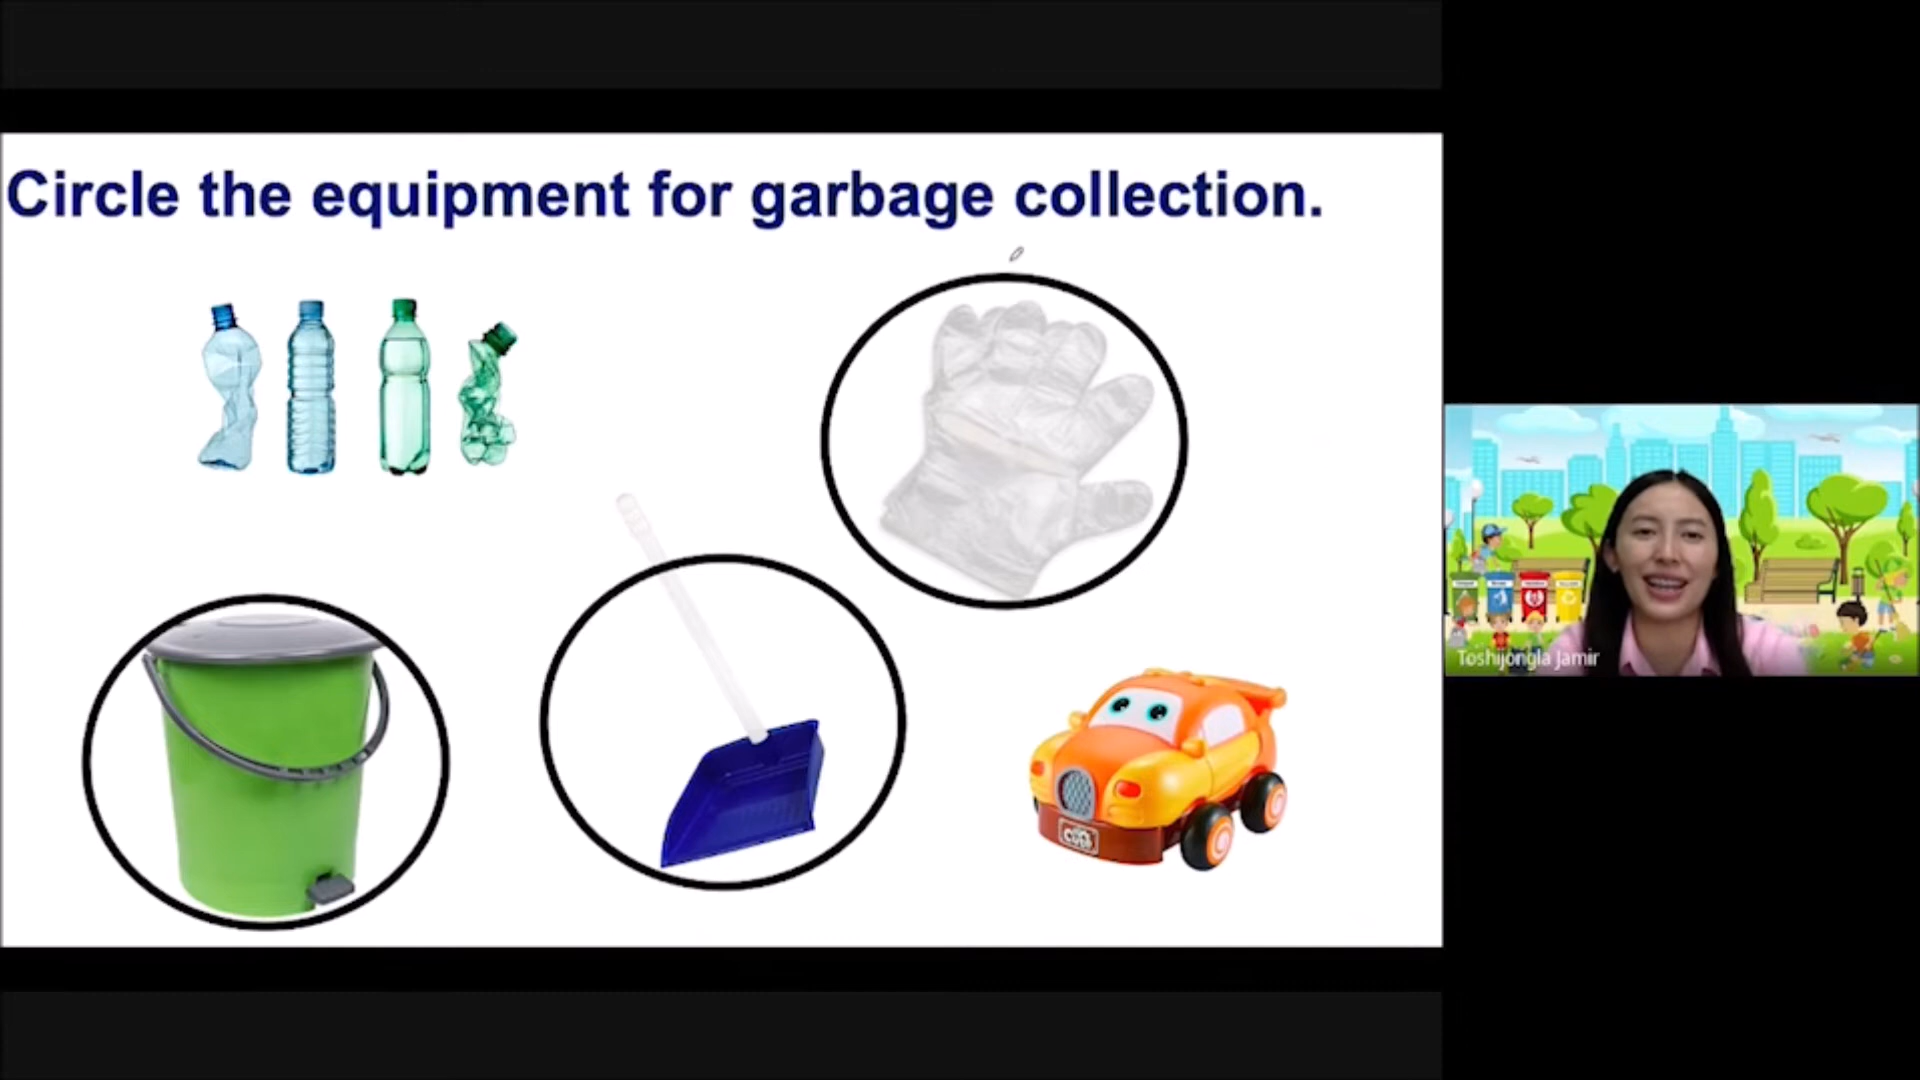 Circle the equipment for garbage collection.
Toshijongla Jamir